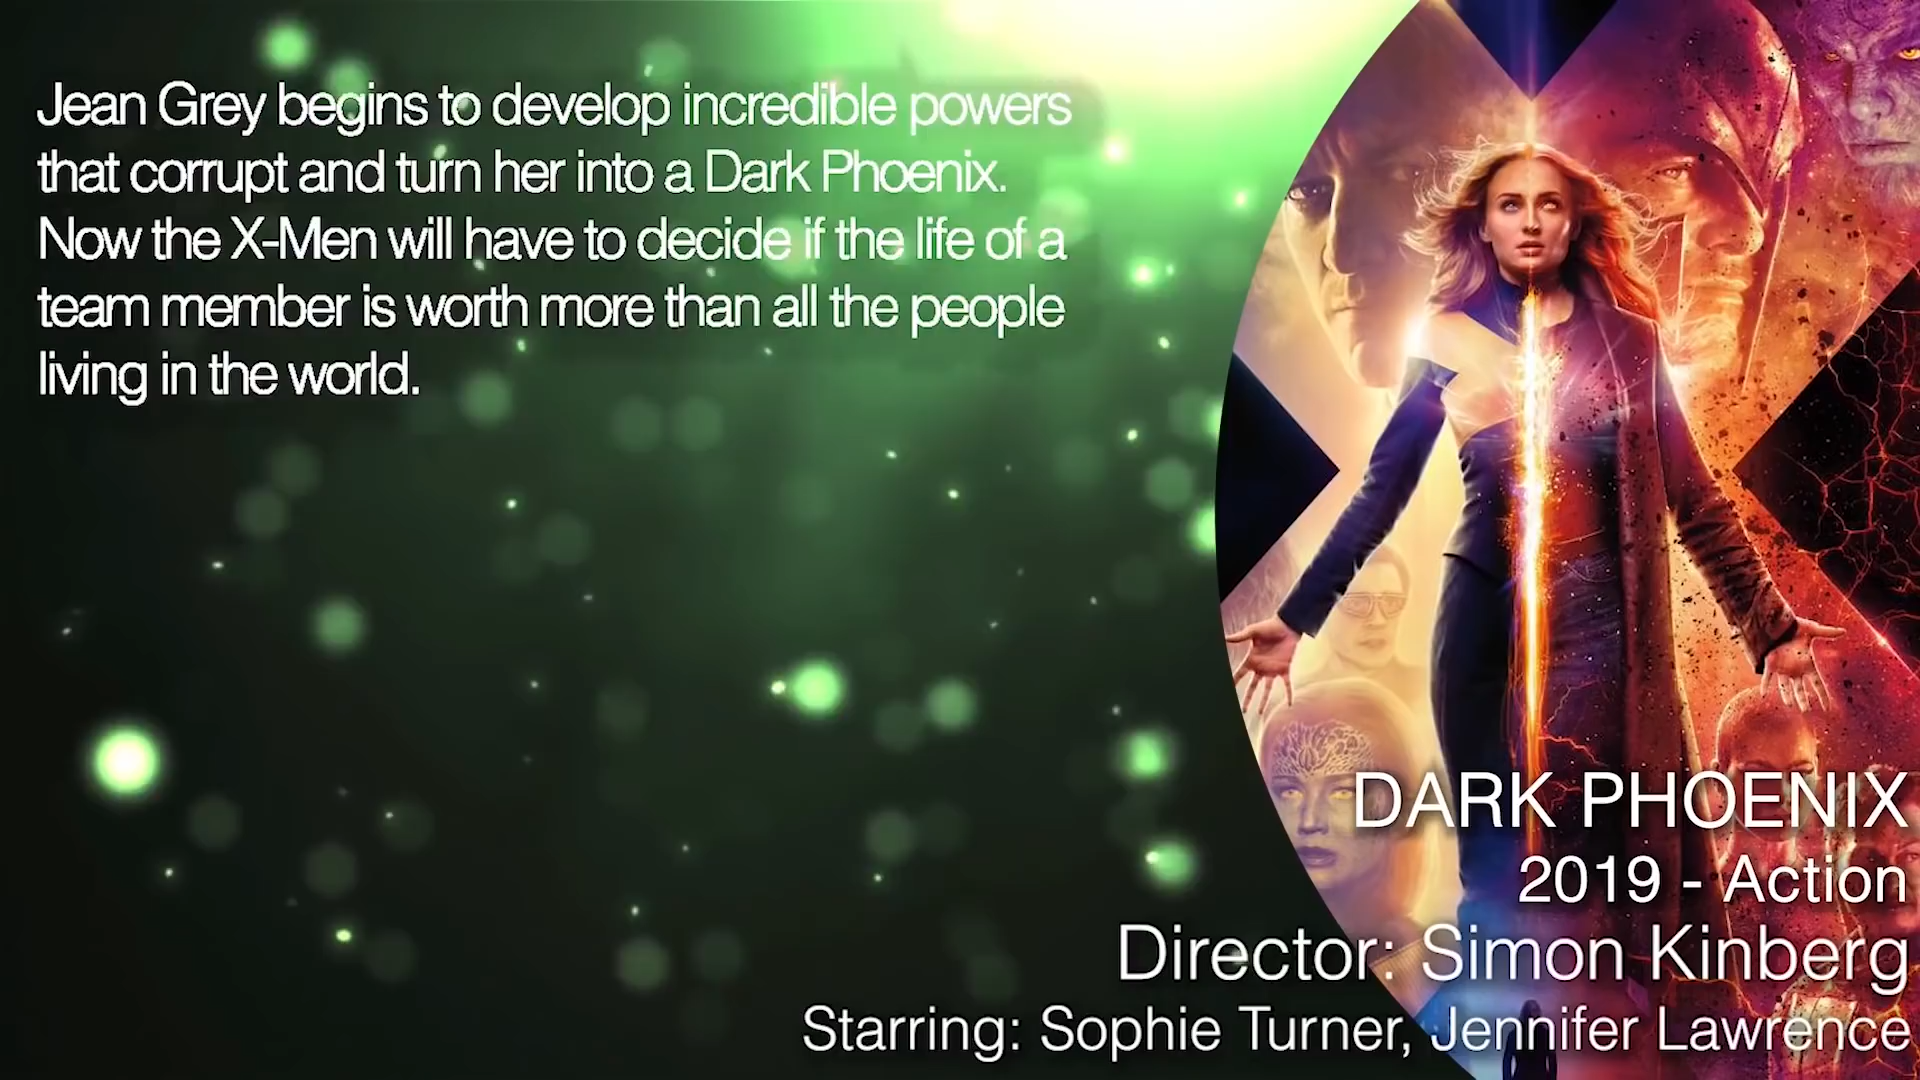 Jean Grey begins to develop incredible powers
that corrupt and turn her into a Dark Phoenix.
Now the X-Men will have to decide if the life of a
team member is worth more than all the people
living in the world.
DARK PHOENIX
2019 - Action
Director: Simon Kinberg
Starring: Sophie Turner, Jennifer Lawrence